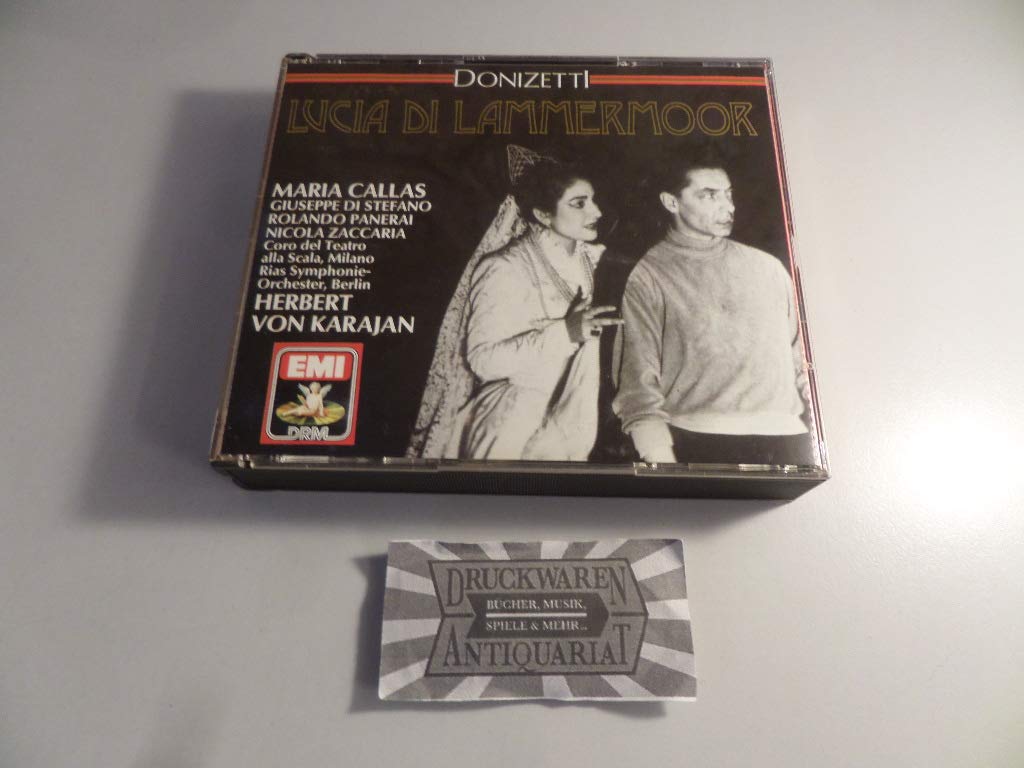 DONIZETTI
LUCIA DI LAMMERMOOR
MARIA CALLAS
GIUSEPPE DI STEFANO
ROLANDO PANERAI
NICOLA ZACCARIA
Coro del Teatro
alla Scala, Milano
Rias Symphonie-
Orchester, Berlin
HERBERT
VON KARAJAN
EMI
DRM
DRUCKWAREN
BÜCHER, MUSIK,
SPIELE & MEHR...
ANTIQUARIAT